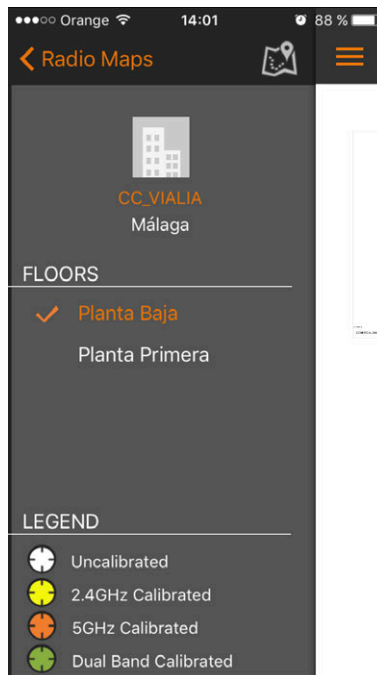 Orange 14:01 88 %
Radio Maps
CC_VIALIA
Málaga
FLOORS
Planta Baja
Planta Primera
LEGEND
Uncalibrated
2.4GHz Calibrated
5GHz Calibrated
Dual Band Calibrated